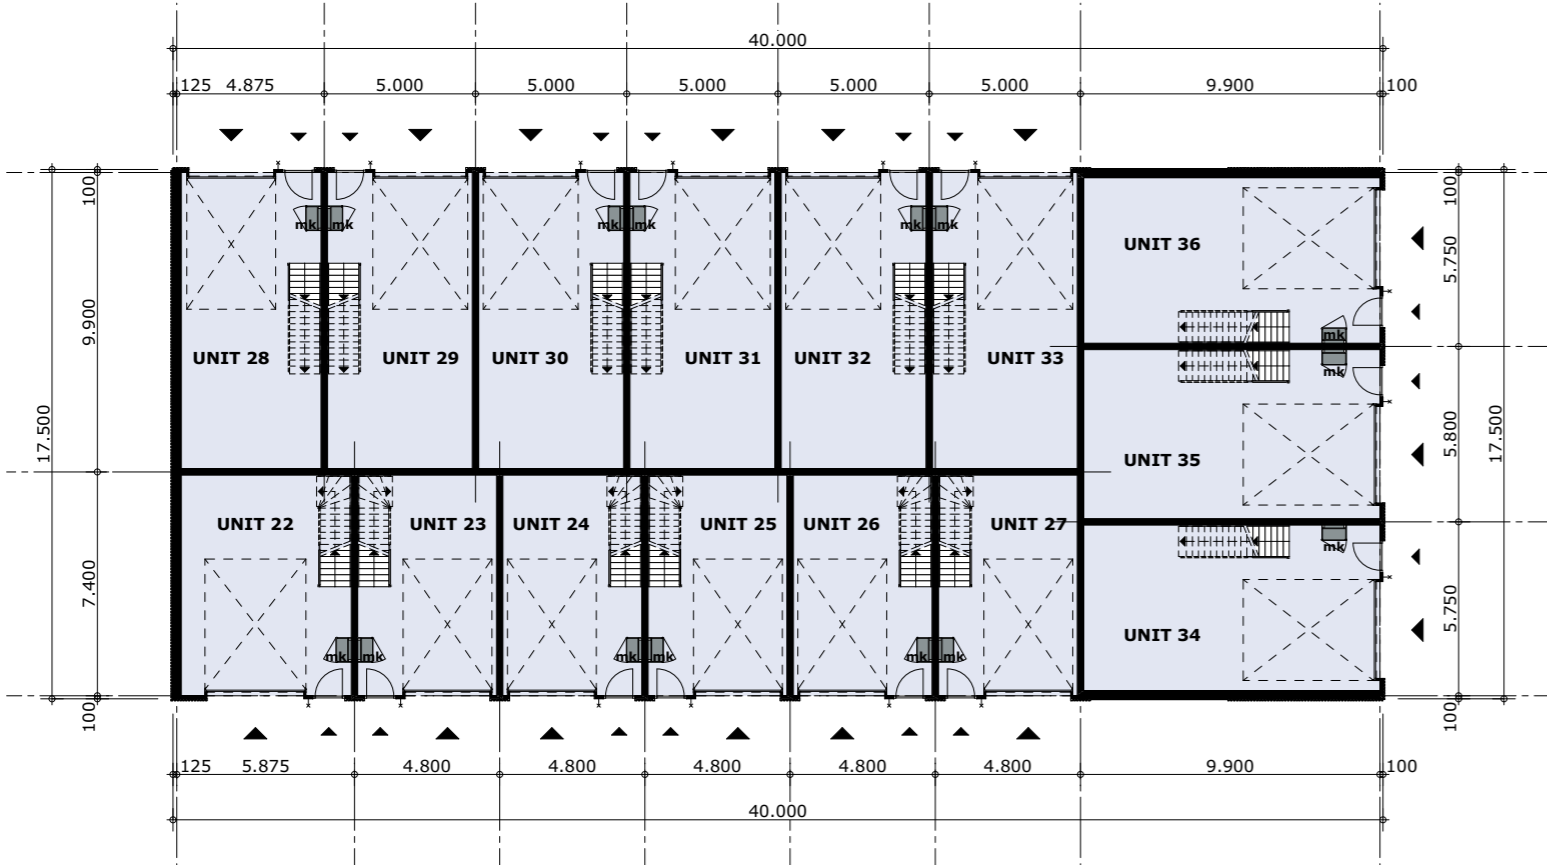 40.000
125 4.875 5.000 5.000 5.000 5.000 5.000 9.900 100
100 100
mk mk mk mk mk mk
UNIT 36
5.750
9.900
mk
UNIT 28 UNIT 29 UNIT 30 UNIT 31 UNIT 32 UNIT 33
mk
17.500 5.800 17.500
UNIT 35
UNIT 22 UNIT 23 UNIT 24 UNIT 25 UNIT 26 UNIT 27
mk
7.400
5.750
UNIT 34
mk mk mk mk mk mk
100 100
125 5.875 4.800 4.800 4.800 4.800 4.800 9.900 100
40.000